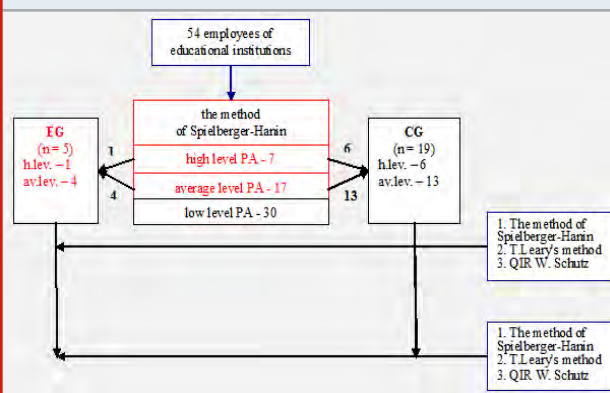 54 employees of
educational institutions
the method
of Spielberger-Hanin
high level PA - 7
average level PA - 17
low level PA - 30
EG
(n= 5)
h.lev. –1
av.lev. – 4
1
4
6
13
CG
(n= 19)
h.lev. –6
av.lev. – 13
1. The method of
Spielberger-Hanin
2. T.Leary's method
3. QIR W. Schutz
1. The method of
Spielberger-Hanin
2. T.Leary's method
3. QIR W. Schutz